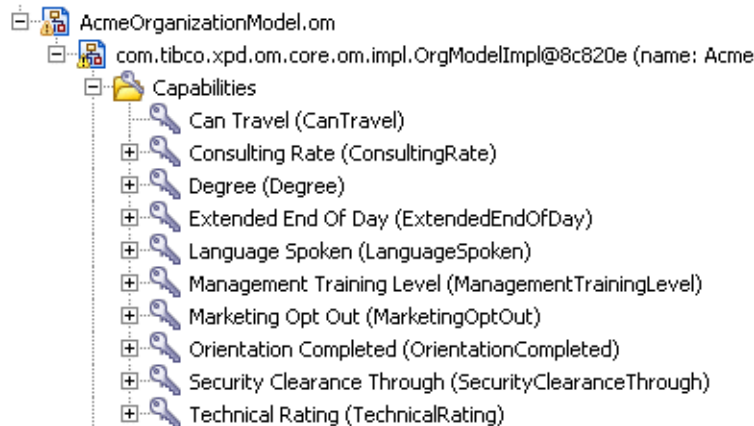 AcmeOrganizationModel.om
com.tibco.xpd.om.core.om.impl.OrgModelImpl@8c820e (name: Acme
Capabilities
Can Travel (CanTravel)
Consulting Rate (ConsultingRate)
Degree (Degree)
Extended End Of Day (ExtendedEndOfDay)
Language Spoken (LanguageSpoken)
Management Training Level (ManagementTrainingLevel)
Marketing Opt Out (MarketingOptOut)
Orientation Completed (OrientationCompleted)
Security Clearance Through (SecurityClearanceThrough)
Technical Rating (TechnicalRating)